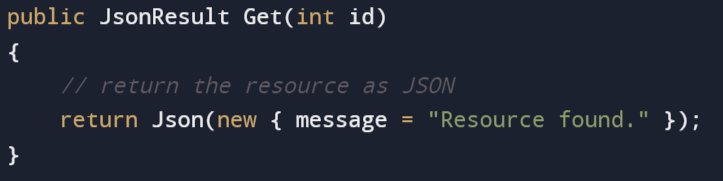 public JsonResult Get(int id)
{
    // return the resource as JSON
    return Json(new { message = "Resource found." });
}